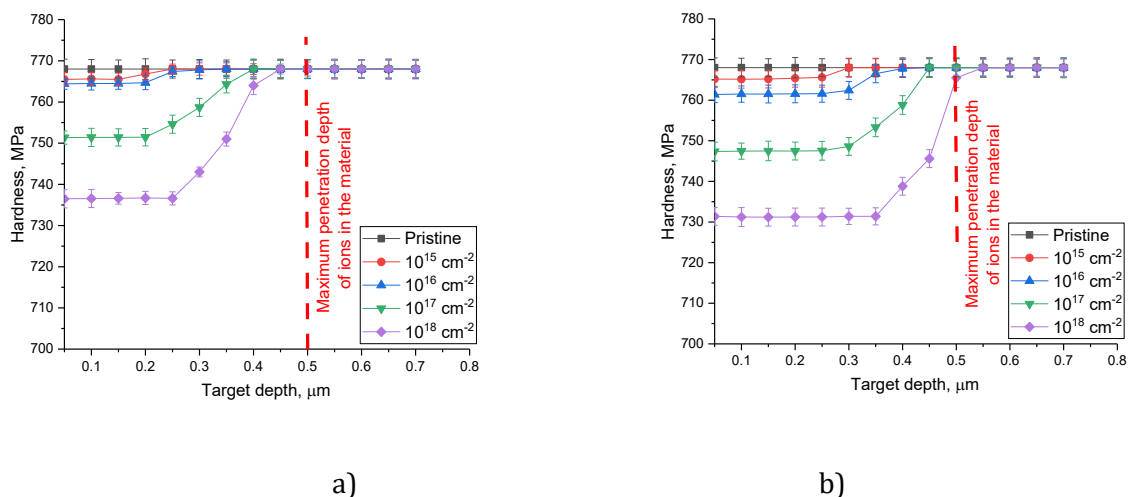 780
770
760
750
740
730
720
710
700
Hardness, MPa
0.1 0.2 0.3 0.4 0.5 0.6 0.7 0.8
Target depth, μm
Maximum penetration depth
of ions in the material
Pristine
10¹⁵ cm⁻²
10¹⁶ cm⁻²
10¹⁷ cm⁻²
10¹⁸ cm⁻²
a)
780
770
760
750
740
730
720
710
700
Hardness, MPa
0.1 0.2 0.3 0.4 0.5 0.6 0.7 0.8
Target depth, μm
Maximum penetration depth
of ions in the material
Pristine
10¹⁵ cm⁻²
10¹⁶ cm⁻²
10¹⁷ cm⁻²
10¹⁸ cm⁻²
b)